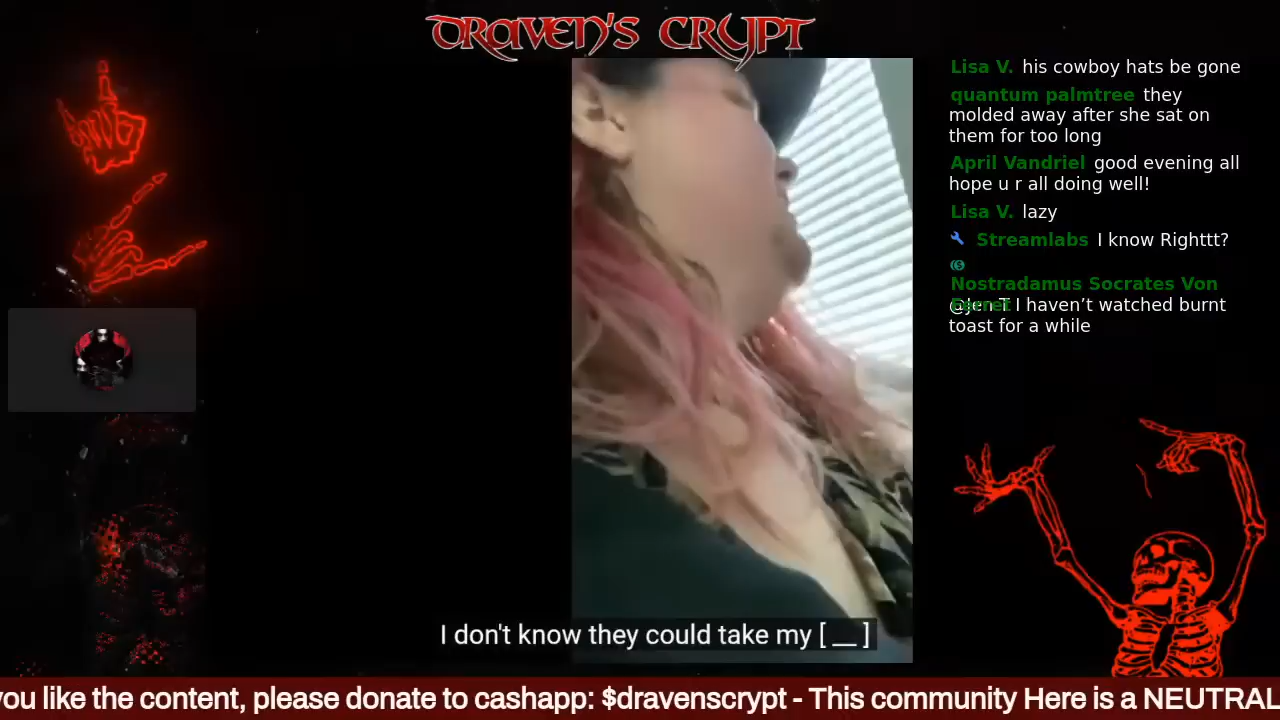 DRAVEN'S CRYPT
Lisa V. his cowboy hats be gone
quantum palmtree they
molded away after she sat on
them for too long
April Vandriel good evening all
hope u r all doing well!
Lisa V. lazy
Streamlabs I know Righttt?
Nostradamus Socrates Von
Ferret
@Jen T I haven’t watched burnt
toast for a while
I don't know they could take my [ __ ]
you like the content, please donate to cashapp: $dravenscrypt - This community Here is a NEUTRAL